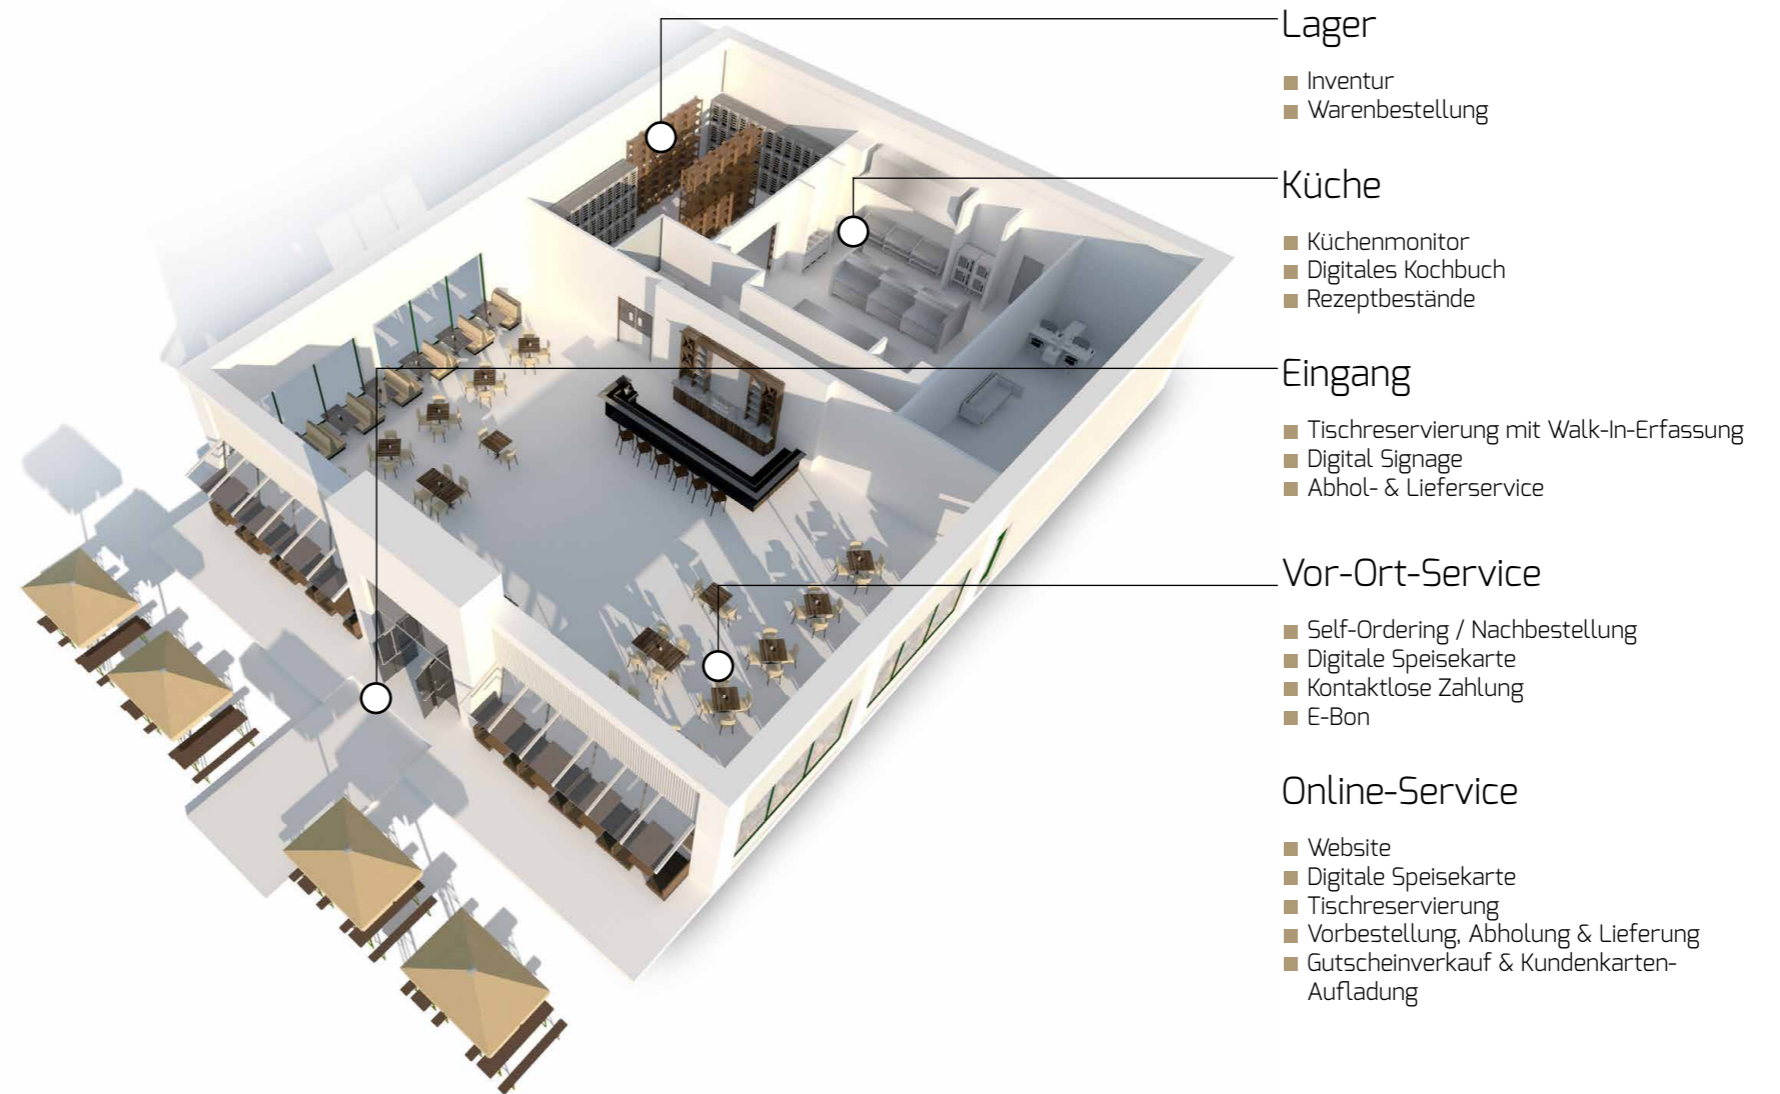 Lager
Inventur
Warenbestellung
Küche
Küchenmonitor
Digitales Kochbuch
Rezeptbestände
Eingang
Tischreservierung mit Walk-In-Erfassung
Digital Signage
Abhol- & Lieferservice
Vor-Ort-Service
Self-Ordering / Nachbestellung
Digitale Speisekarte
Kontaktlose Zahlung
E-Bon
Online-Service
Website
Digitale Speisekarte
Tischreservierung
Vorbestellung, Abholung & Lieferung
Gutscheinverkauf & Kundenkarten-
Aufladung